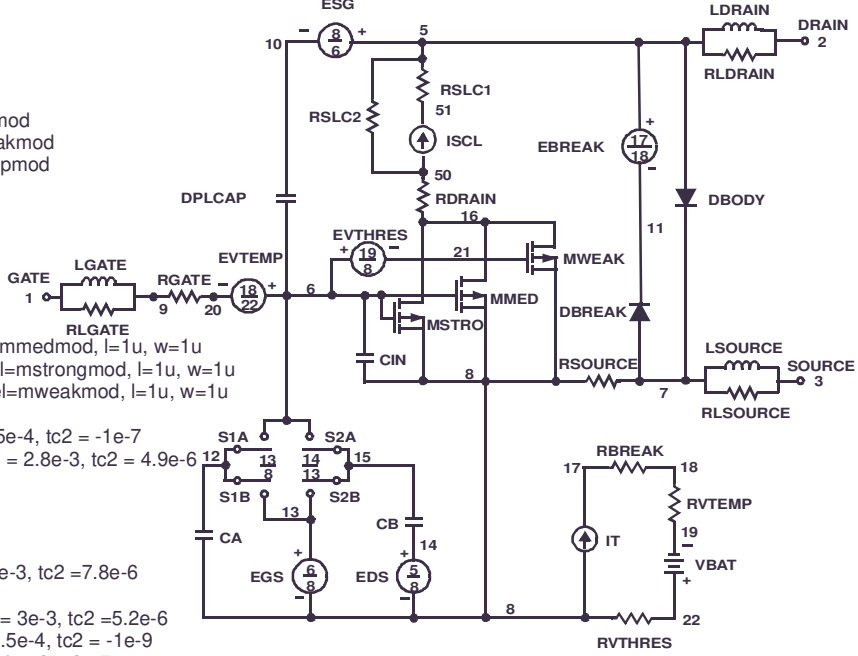 ESG
LDRAIN
DRAIN
10
−
8
6
+
5
2
RLDRAIN
mod
RSLC1
akmod
51
RSLC2
pmod
ISCL
+
EBREAK
17
18
−
50
DPLCAP
RDRAIN
DBODY
16
EVTHRES
11
+
19
8
−
21
EVTEMP
MWEAK
LGATE
GATE
RGATE
−
18
22
+
6
1
MMED
9
20
DBREAK
MSTRO
RLGATE
mmedmod, l=1u, w=1u
CIN
LSOURCE
el=mstrongmod, l=1u, w=1u
RSOURCE
SOURCE
8
3
el=mweakmod, l=1u, w=1u
7
RLSOURCE
5e-4, tc2 = -1e-7
S1A
S2A
RBREAK
= 2.8e-3, tc2 = 4.9e-6
12
13
8
14
13
15
17
18
S1B
S2B
RVTEMP
13
CB
19
CA
14
IT
−
VBAT
+
+
+
e-3, tc2 =7.8e-6
EGS
6
8
EDS
5
8
−
−
= 3e-3, tc2 =5.2e-6
8
22
.5e-4, tc2 = -1e-9
RVTHRES